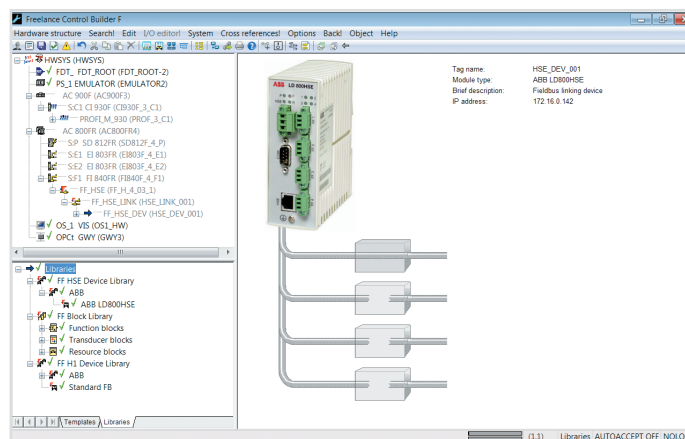 Freelance Control Builder F
Hardware structure Search! Edit I/O editor! System Cross references! Options Back! Object Help
HWSYS (HWSYS)
FDT_ FDT_ROOT (FDT_ROOT-2)
PS_1 EMULATOR (EMULATOR2)
AC 900F (AC900F3)
S:C1 CI 930F (CI930F_3_C1)
PROFI_M_930 (PROF_3_C1)
AC 800FR (AC800FR4)
S:P SD 812FR (SD812F_4_P)
S:E1 EI 803FR (EI803F_4_E1)
S:E2 EI 803FR (EI803F_4_E2)
S:F1 FI 840FR (FI840F_4_F1)
FF_HSE (FF_H_4_03_1)
FF_HSE_LINK (HSE_LINK_001)
FF_HSE_DEV (HSE_DEV_001)
OS_1 VIS (OS1_HW)
OPCt GWY (GWY3)
Libraries
FF HSE Device Library
ABB
ABB LD800HSE
FF Block Library
Function blocks
Transducer blocks
Resource blocks
FF H1 Device Library
ABB
Standard FB
Templates Libraries
ABB LD 800HSE
Tag name: HSE_DEV_001
Module type: ABB LD800HSE
Brief description: Fieldbus linking device
IP address: 172.16.0.142
(1,1) Libraries AUTOACCEPT OFF NOLO